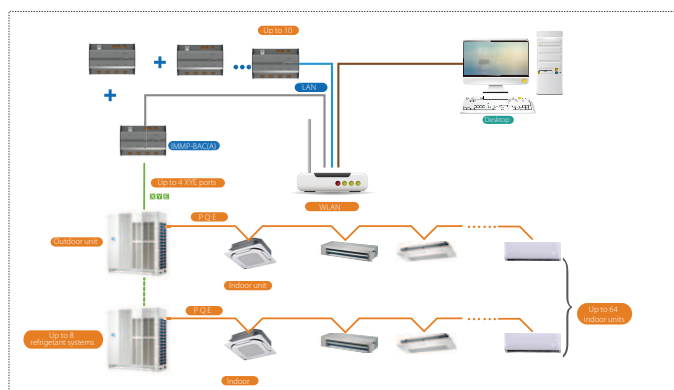 Up to 10
LAN
IMMP-BAC(A)
Desktop
Up to 4 XYE ports
X Y E
WLAN
P Q E
Outdoor unit
Indoor unit
Up to 64
indoor units
P Q E
Up to 8
refrigetant systems
Indoor